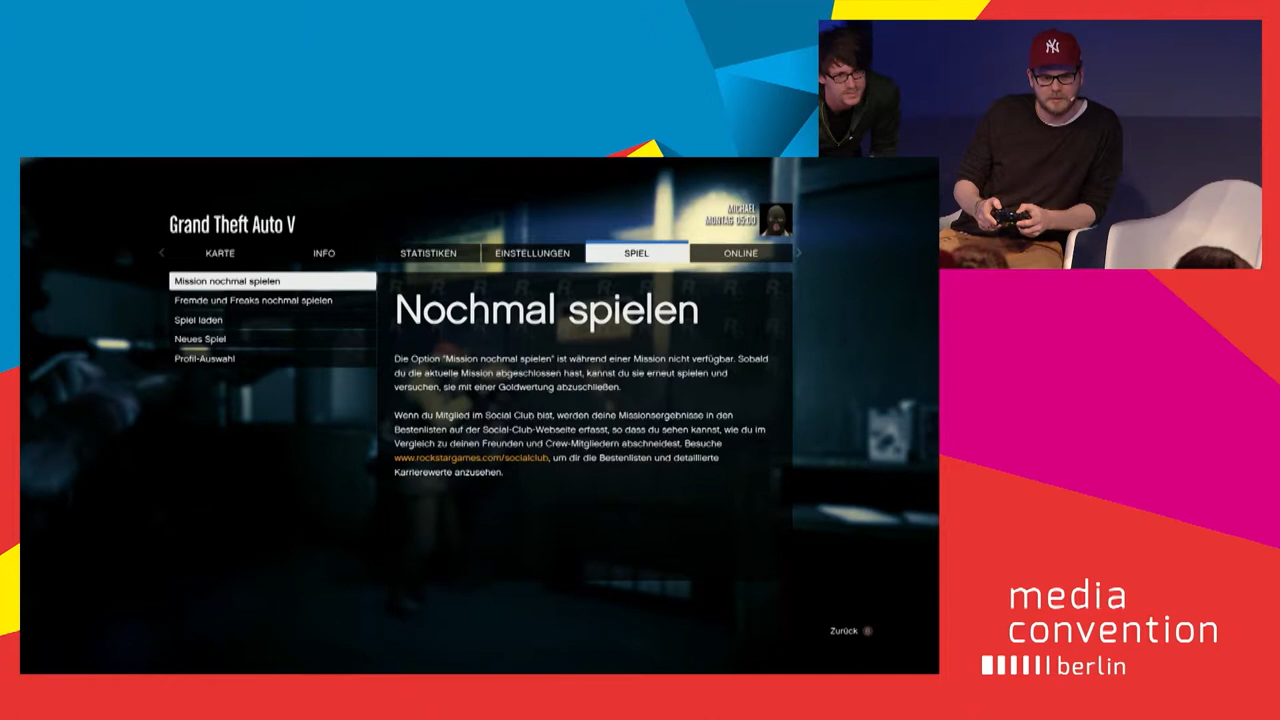 NY
Grand Theft Auto V
MICHAEL
MONTAG 05:00
KARTE INFO STATISTIKEN EINSTELLUNGEN SPIEL ONLINE
Mission nochmal spielen
Fremde und Freaks nochmal spielen
Spiel laden
Neues Spiel
Profil-Auswahl
Nochmal spielen
Die Option "Mission nochmal spielen" ist während einer Mission nicht verfügbar. Sobald
du die aktuelle Mission abgeschlossen hast, kannst du sie erneut spielen und
versuchen, sie mit einer Goldwertung abzuschließen.
Wenn du Mitglied im Social Club bist, werden deine Missionsergebnisse in den
Bestenlisten auf der Social-Club-Webseite erfasst, so dass du sehen kannst, wie du im
Vergleich zu deinen Freunden und Crew-Mitgliedern abschneidest. Besuche
www.rockstargames.com/socialclub, um dir die Bestenlisten und detaillierte
Karrierewerte anzusehen.
Zurück B
media
convention
berlin